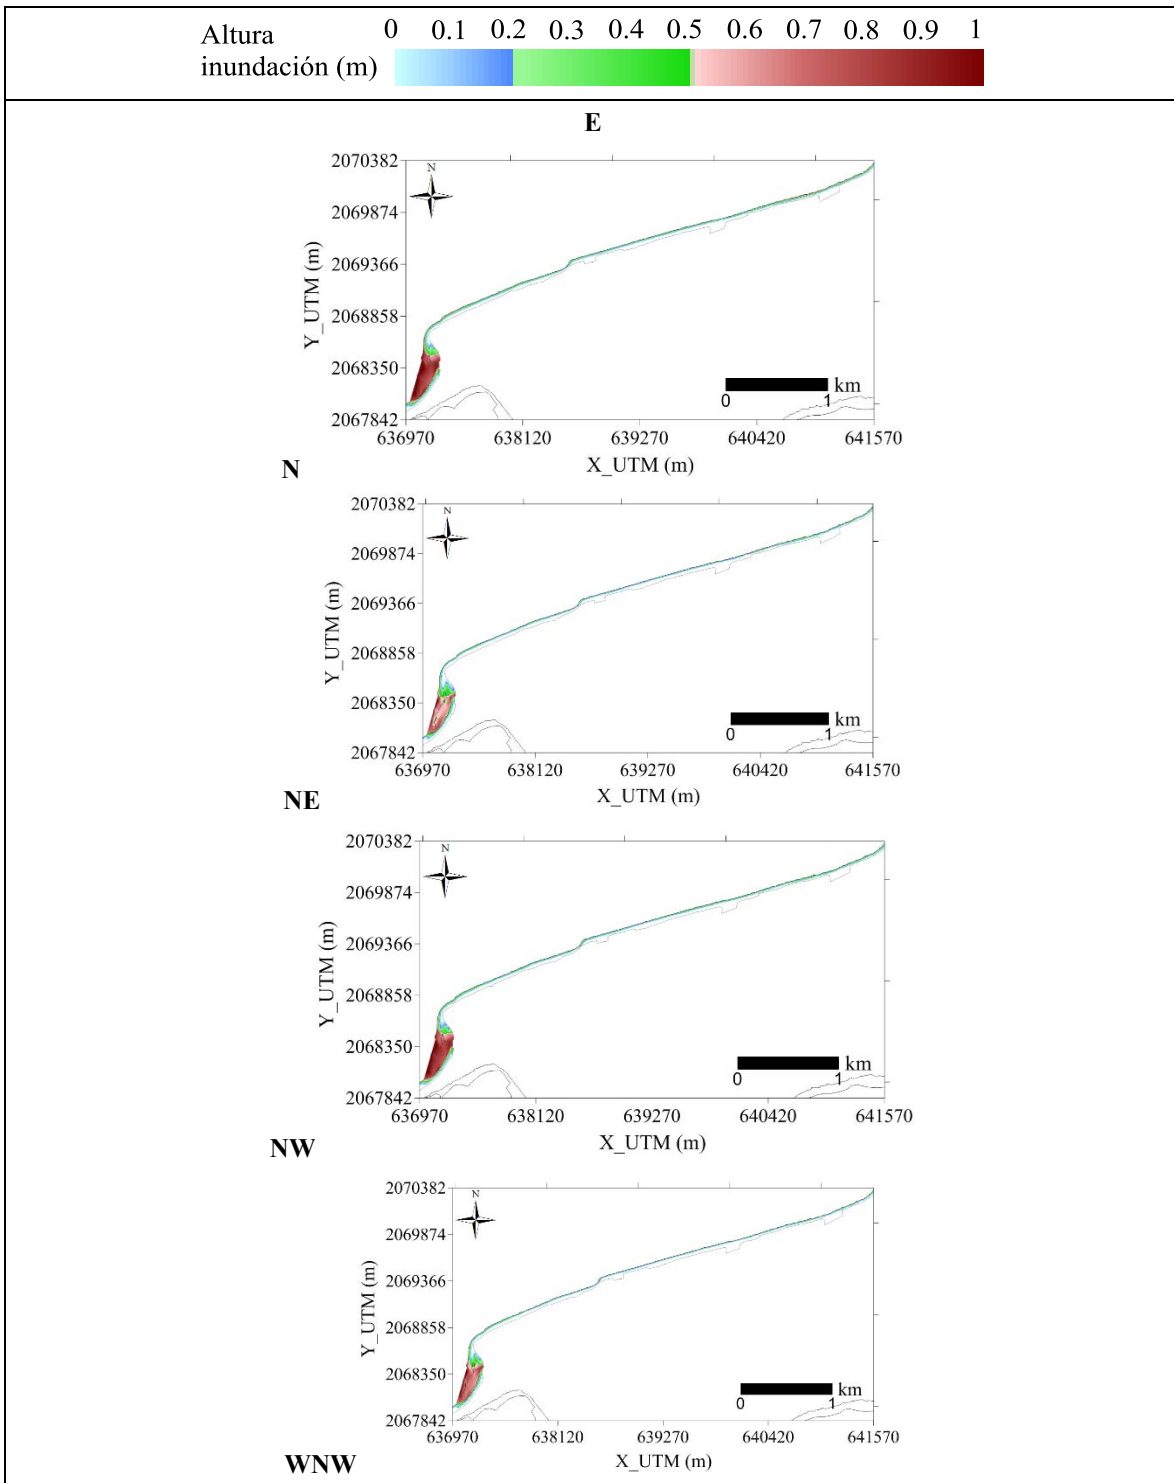 Altura
inundación (m)
0 0.1 0.2 0.3 0.4 0.5 0.6 0.7 0.8 0.9 1
E
2070382
2069874
2069366
2068858
2068350
2067842
Y_UTM (m)
N
km
0 1
636970 638120 639270 640420 641570
X_UTM (m)
N
2070382
2069874
2069366
2068858
2068350
2067842
Y_UTM (m)
N
km
0 1
636970 638120 639270 640420 641570
X_UTM (m)
NE
2070382
2069874
2069366
2068858
2068350
2067842
Y_UTM (m)
N
km
0 1
636970 638120 639270 640420 641570
X_UTM (m)
NW
2070382
2069874
2069366
2068858
2068350
2067842
Y_UTM (m)
N
km
0 1
636970 638120 639270 640420 641570
X_UTM (m)
WNW